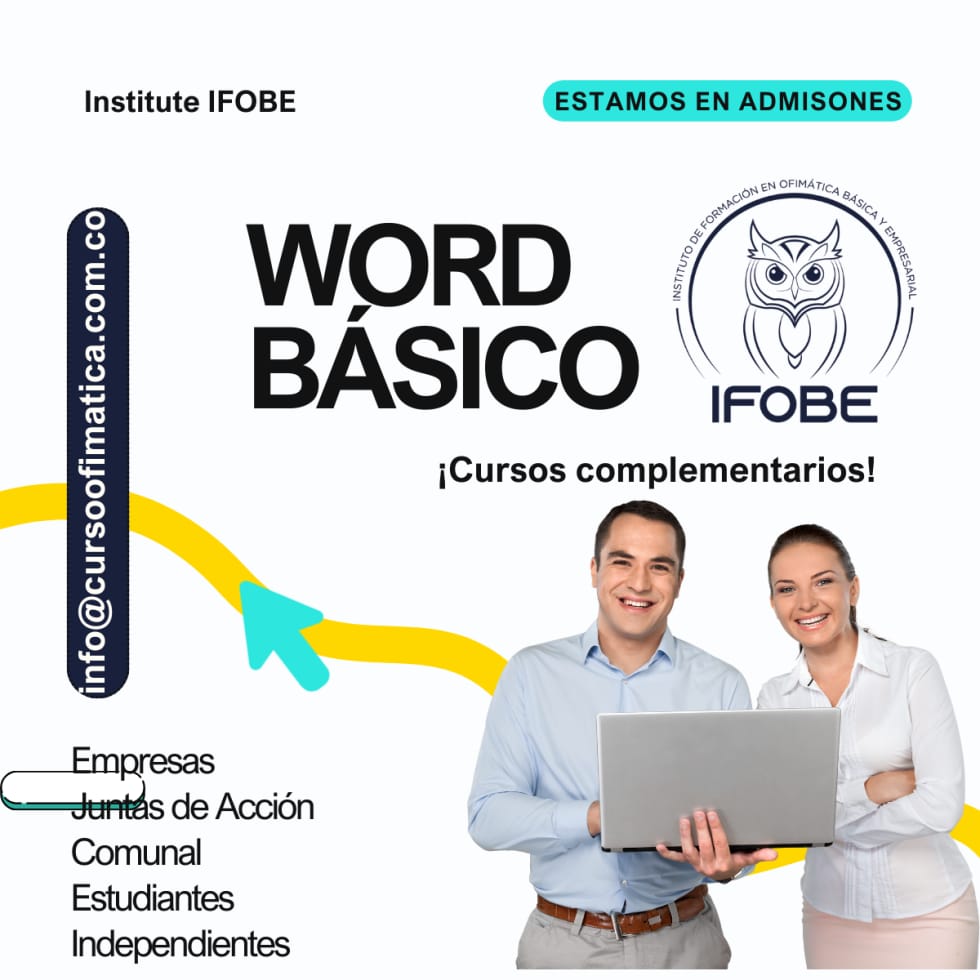 Institute IFOBE
ESTAMOS EN ADMISONES
info@cursoofimatica.com.co
WORD
BÁSICO
INSTITUTO DE FORMACIÓN EN OFIMÁTICA BÁSICA Y EMPRESARIAL
IFOBE
¡Cursos complementarios!
Empresas
Juntas de Acción
Comunal
Estudiantes
Independientes